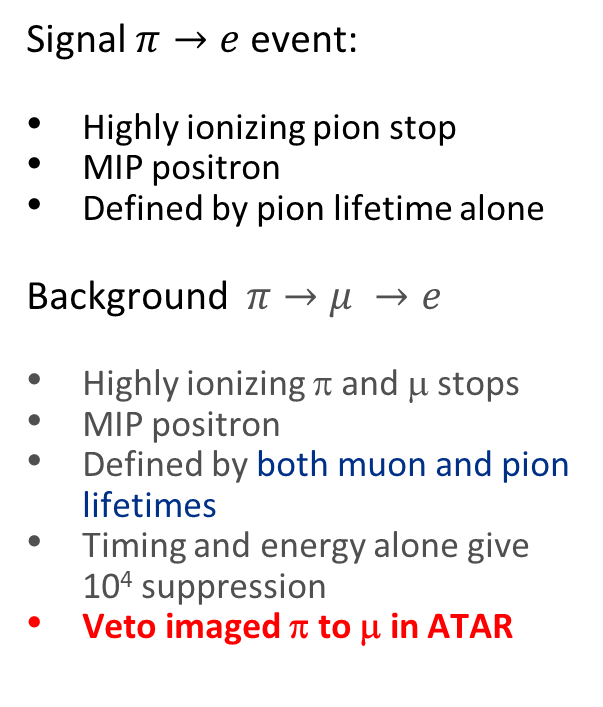 Signal π → e event:
• Highly ionizing pion stop
• MIP positron
• Defined by pion lifetime alone
Background π → μ → e
• Highly ionizing π and μ stops
• MIP positron
• Defined by both muon and pion
lifetimes
• Timing and energy alone give
10⁴ suppression
• Veto imaged π to μ in ATAR